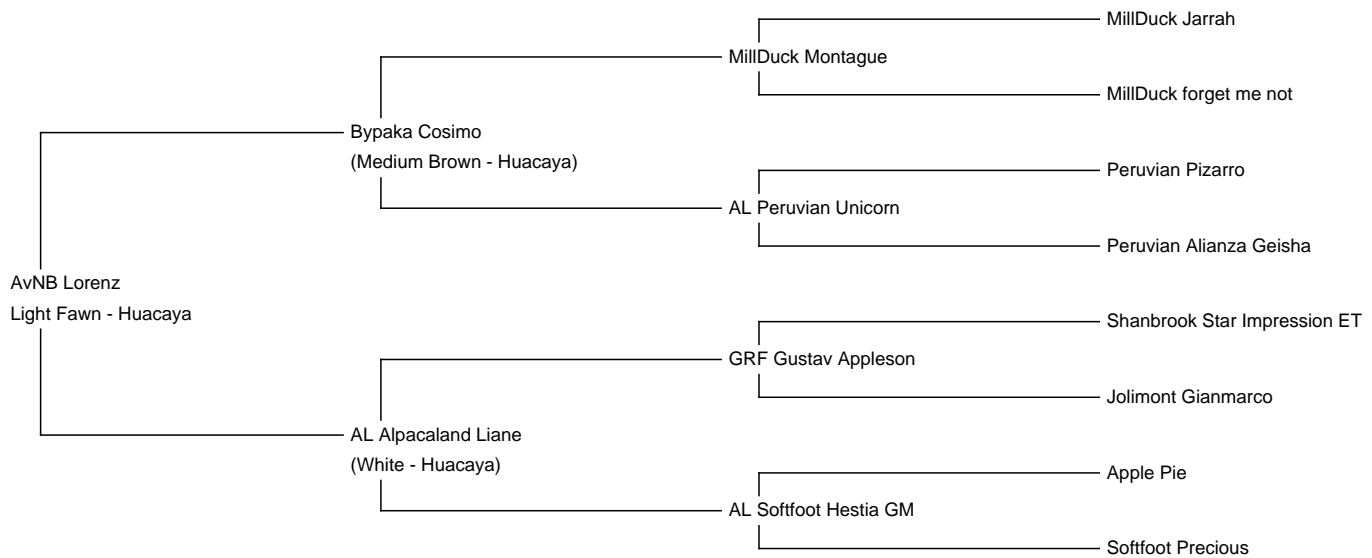 MillDuck Jarrah
MillDuck Montague
MillDuck forget me not
Bypaka Cosimo
(Medium Brown - Huacaya)
Peruvian Pizarro
AL Peruvian Unicorn
Peruvian Alianza Geisha
AvNB Lorenz
Light Fawn - Huacaya
Shanbrook Star Impression ET
GRF Gustav Appleson
Jolimont Gianmarco
AL Alpacaland Liane
(White - Huacaya)
Apple Pie
AL Softfoot Hestia GM
Softfoot Precious